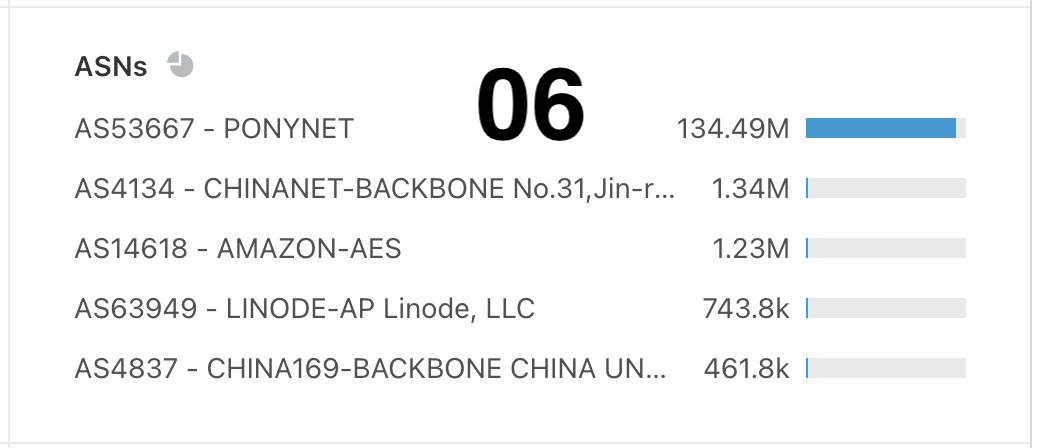 ASNs
06
AS53667 - PONYNET 134.49M
AS4134 - CHINANET-BACKBONE No.31,Jin-r... 1.34M
AS14618 - AMAZON-AES 1.23M
AS63949 - LINODE-AP Linode, LLC 743.8k
AS4837 - CHINA169-BACKBONE CHINA UN... 461.8k